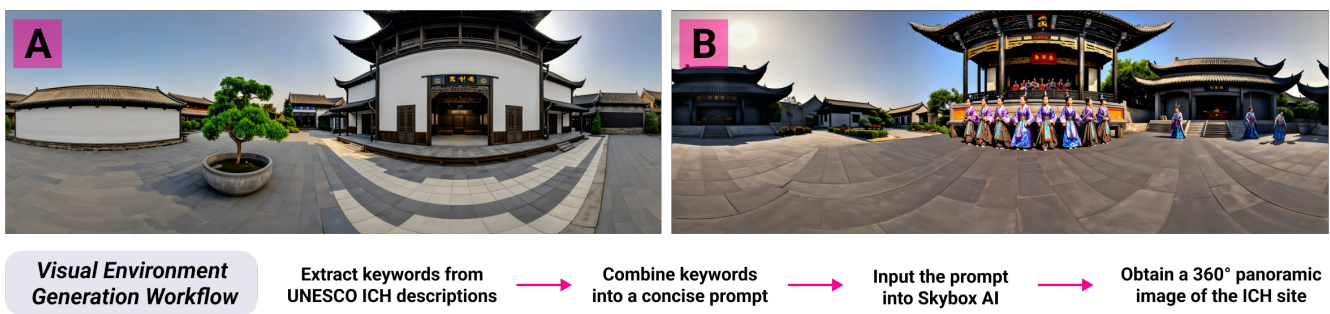 A
B
Visual Environment
Generation Workflow
Extract keywords from
UNESCO ICH descriptions
Combine keywords
into a concise prompt
Input the prompt
into Skybox AI
Obtain a 360° panoramic
image of the ICH site